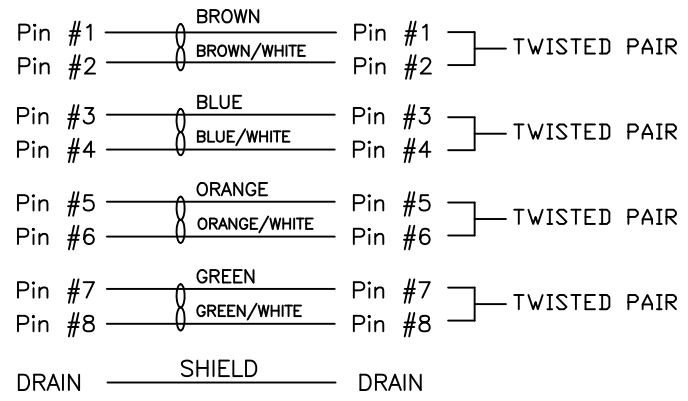 Pin #1 BROWN Pin #1
Pin #2 BROWN/WHITE Pin #2
TWISTED PAIR
Pin #3 BLUE Pin #3
Pin #4 BLUE/WHITE Pin #4
TWISTED PAIR
Pin #5 ORANGE Pin #5
Pin #6 ORANGE/WHITE Pin #6
TWISTED PAIR
Pin #7 GREEN Pin #7
Pin #8 GREEN/WHITE Pin #8
TWISTED PAIR
DRAIN SHIELD DRAIN